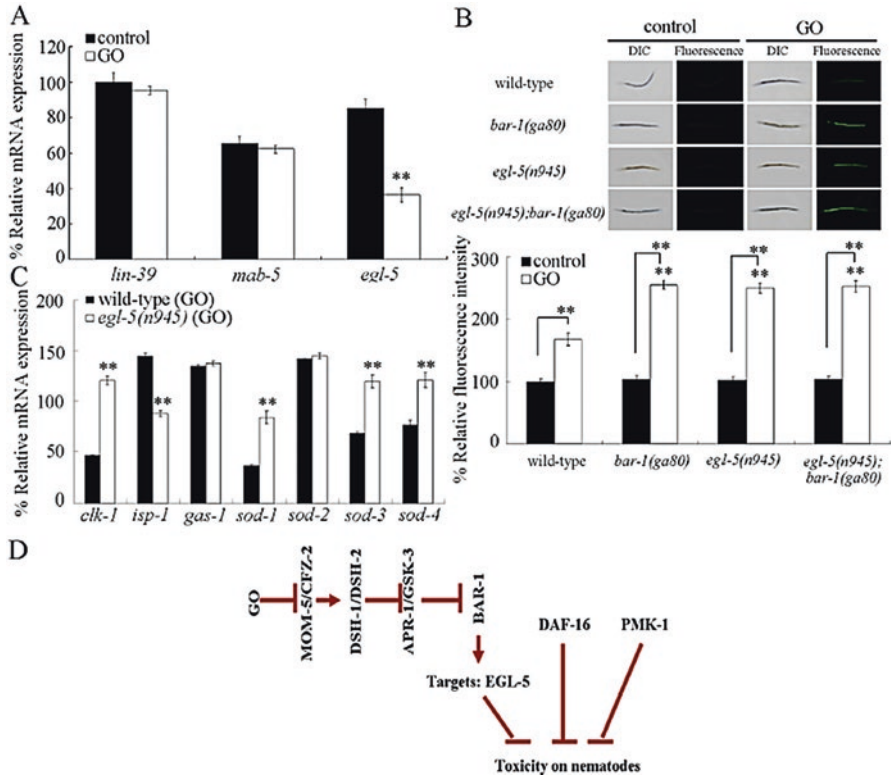 A
control
GO
% Relative mRNA expression
120
100
80
60
40
20
0
**
lin-39 mab-5 egl-5
B
control GO
DIC Fluorescence DIC Fluorescence
wild-type
bar-1(ga80)
egl-5(n945)
egl-5(n945);bar-1(ga80)
control
GO
% Relative fluorescence intensity
300
250
200
150
100
50
0
** ** ** **
** ** **
wild-type bar-1(ga80) egl-5(n945) egl-5(n945);
bar-1(ga80)
C
wild-type (GO)
egl-5(n945) (GO)
% Relative mRNA expression
200
150
100
50
0
** ** ** ** **
clk-1 isp-1 gas-1 sod-1 sod-2 sod-3 sod-4
D
GO
MOM-5/CFZ-2
DSH-1/DSH-2
APR-1/GSK-3
BAR-1
DAF-16 PMK-1
Targets: EGL-5
Toxicity on nematodes